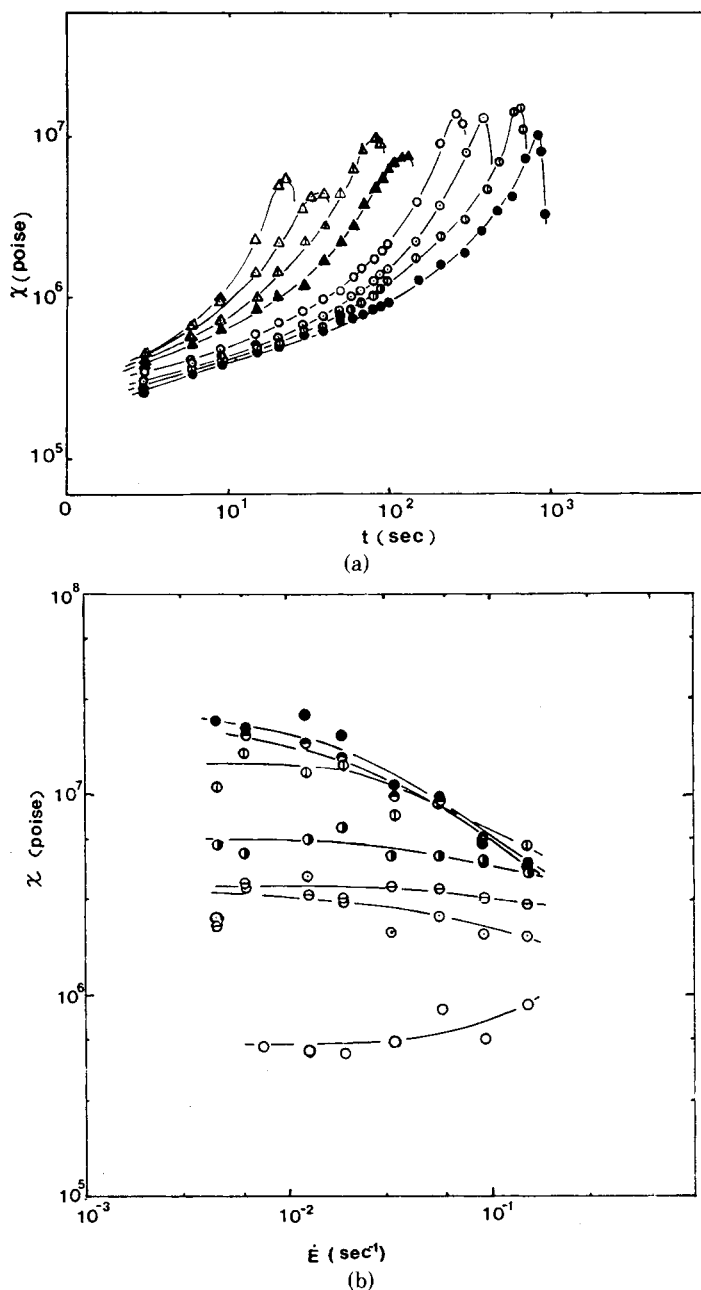 10⁷
χ (poise)
10⁶
10⁵
0
10¹
10²
10³
t (sec)
(a)
10⁸
10⁷
χ (poise)
10⁶
10⁵
10⁻³
10⁻²
10⁻¹
Ė (sec⁻¹)
(b)